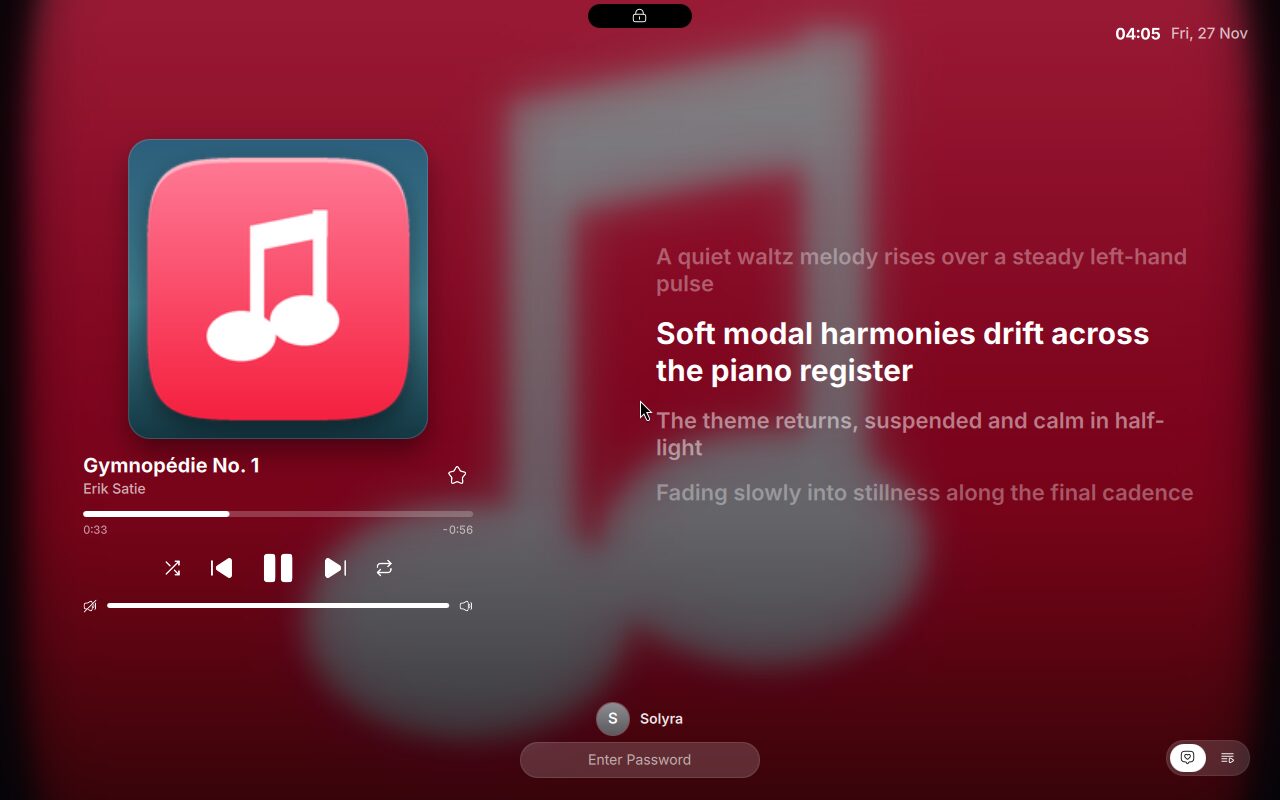 04:05 Fri, 27 Nov
Gymnopédie No. 1
Erik Satie
0:33 -0:56
A quiet waltz melody rises over a steady left-hand
pulse
Soft modal harmonies drift across
the piano register
The theme returns, suspended and calm in half-
light
Fading slowly into stillness along the final cadence
S Solyra
Enter Password